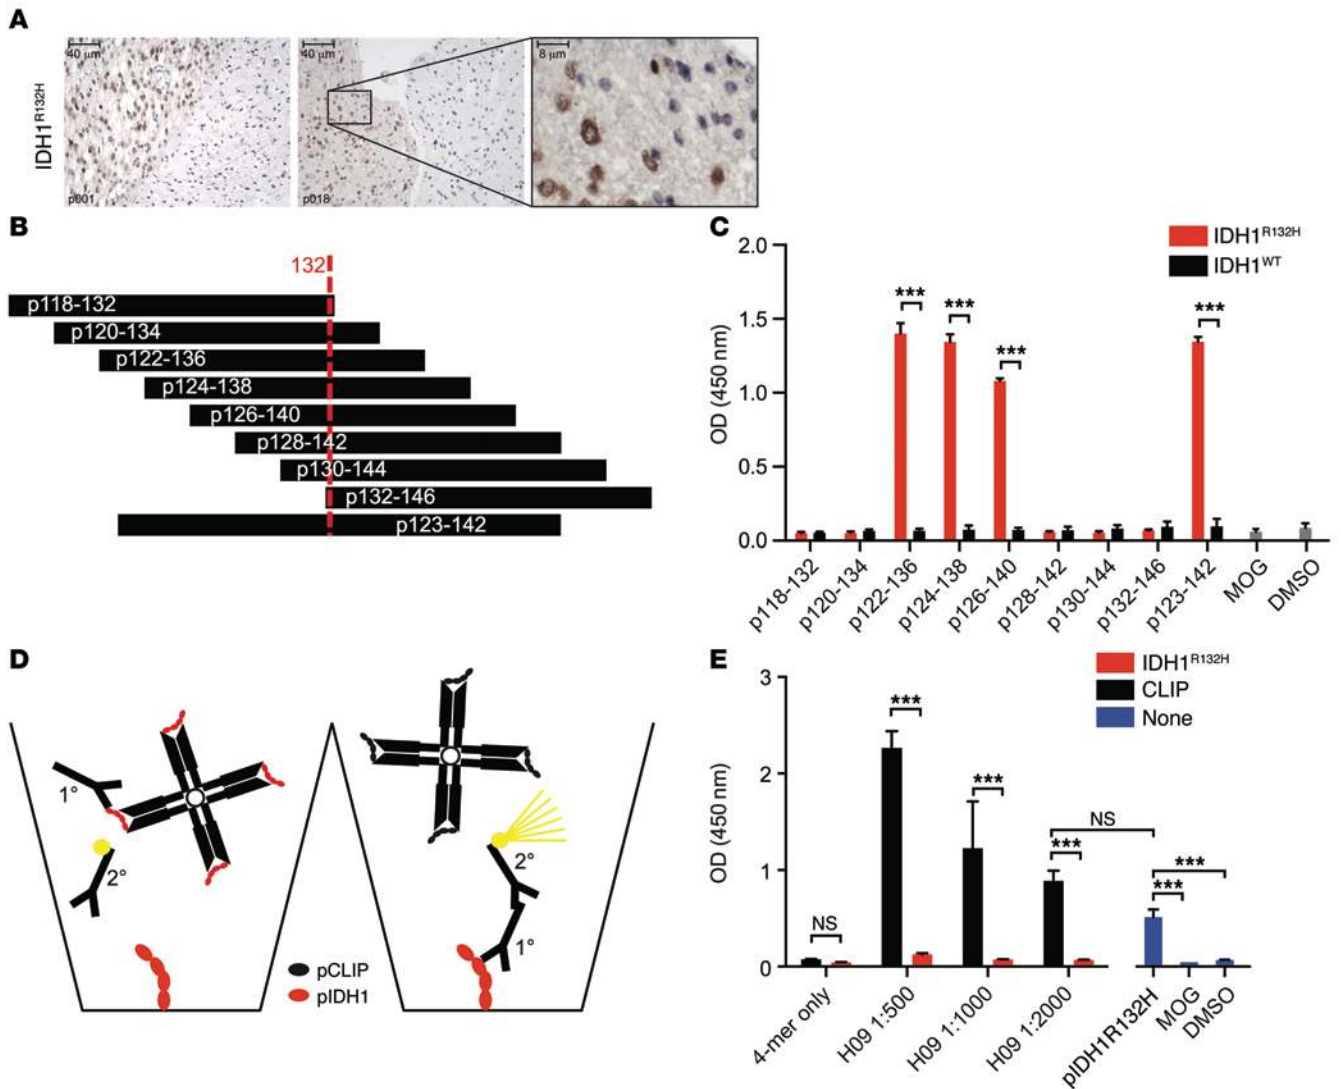 A
IDH1R132H
40 µm
p001
40 µm
p018
8 µm
B
132
p118-132
p120-134
p122-136
p124-138
p126-140
p128-142
p130-144
p132-146
p123-142
C
IDH1R132H
IDH1WT
OD (450 nm)
2.0
1.5
1.0
0.5
0.0
*** *** *** ***
p118-132
p120-134
p122-136
p124-138
p126-140
p128-142
p130-144
p132-146
p123-142
MOG
DMSO
D
1°
2°
2°
1°
pCLIP
pIDH1
E
IDH1R132H
CLIP
None
OD (450 nm)
3
2
1
0
NS
***
***
***
NS
***
***
4-mer only
H09 1:500
H09 1:1000
H09 1:2000
pIDH1R132H
MOG
DMSO